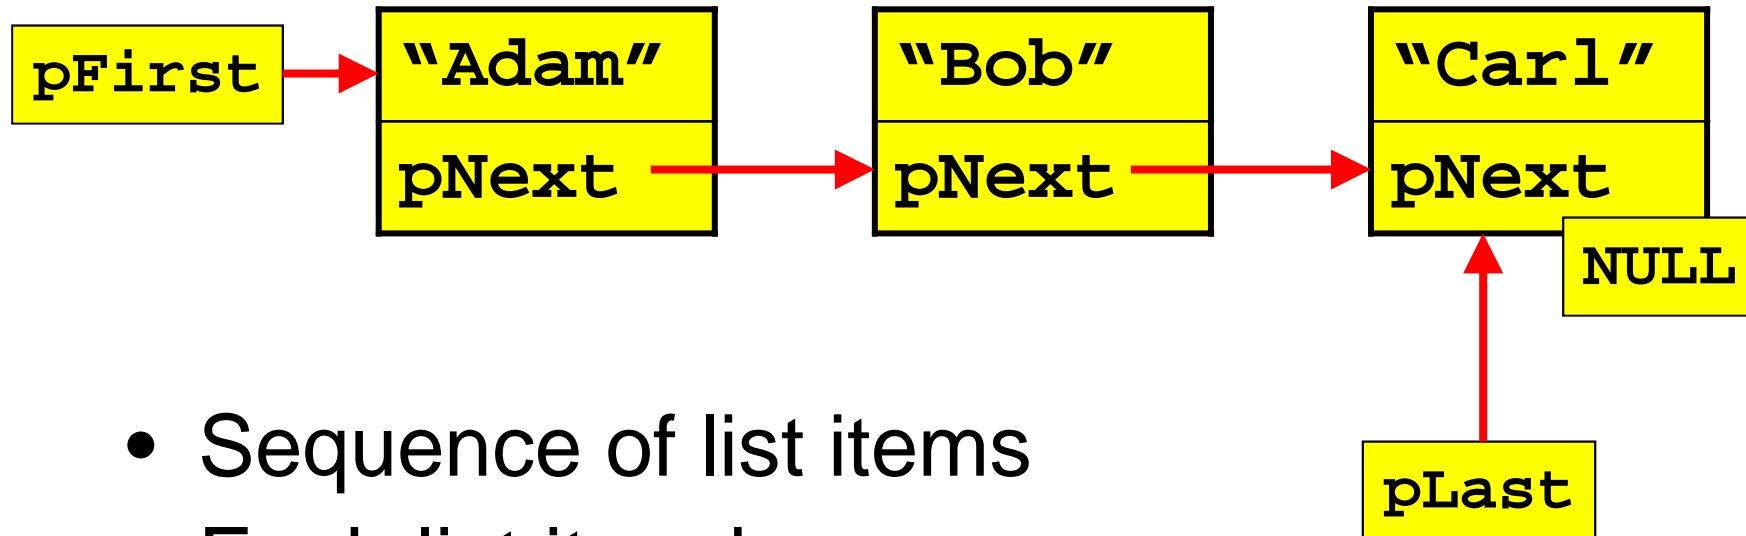 pFirst
“Adam”
“Bob”
“Carl”
pNext
pNext
pNext
NULL
• Sequence of list items
pLast